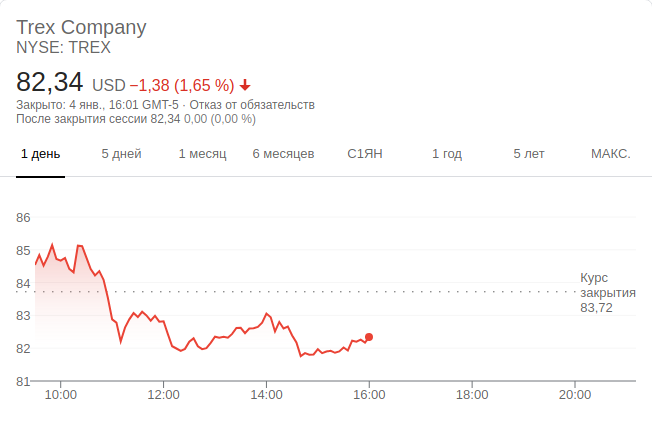 Trex Company
NYSE: TREX
82,34 USD −1,38 (1,65 %) ↓
Закрыто: 4 янв., 16:01 GMT-5 · Отказ от обязательств
После закрытия сессии 82,34 0,00 (0,00 %)
1 день 5 дней 1 месяц 6 месяцев С1ЯН 1 год 5 лет МАКС.
86
85
84
83
82
81
Курс
закрытия
83,72
10:00 12:00 14:00 16:00 18:00 20:00